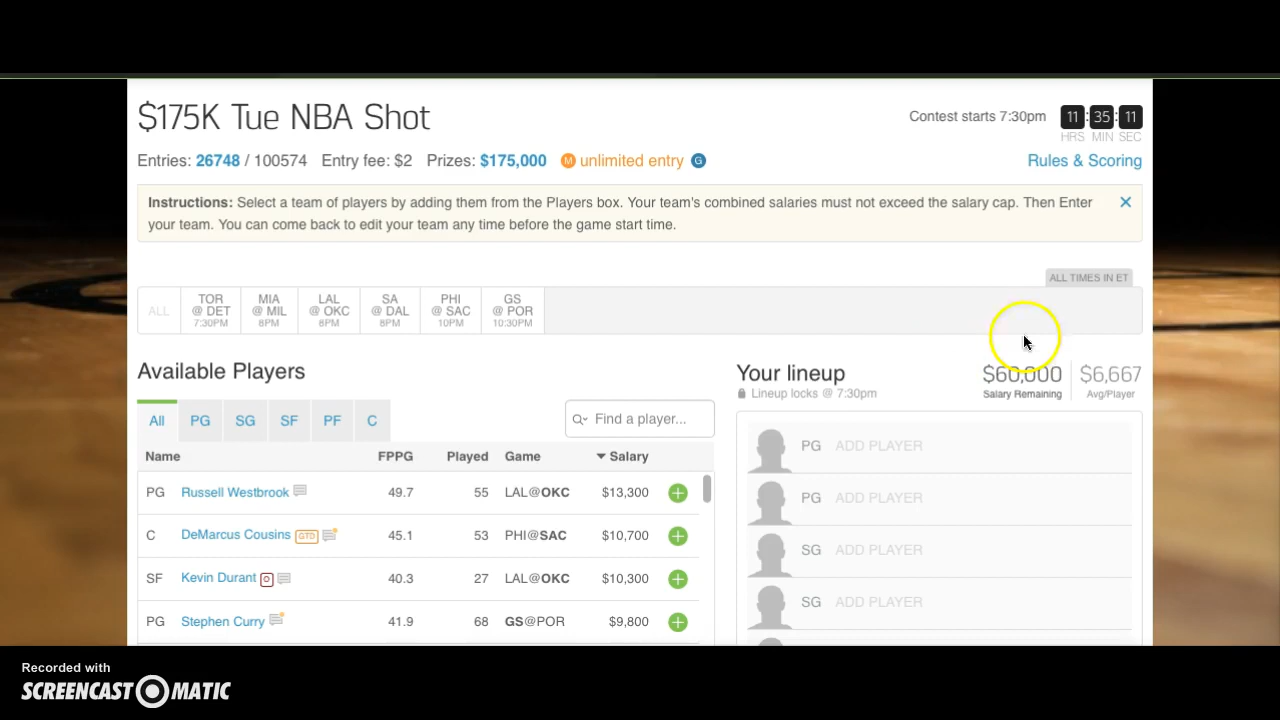 $175K Tue NBA Shot
Contest starts 7:30pm 11 : 35 : 11
HRS MIN SEC
Entries: 26748 / 100574 Entry fee: $2 Prizes: $175,000 M unlimited entry G
Rules & Scoring
Instructions: Select a team of players by adding them from the Players box. Your team's combined salaries must not exceed the salary cap. Then Enter
your team. You can come back to edit your team any time before the game start time.
ALL TIMES IN ET
ALL
TOR
@ DET
7:30PM
MIA
@ MIL
8PM
LAL
@ OKC
8PM
SA
@ DAL
8PM
PHI
@ SAC
10PM
GS
@ POR
10:30PM
Available Players
All PG SG SF PF C
Find a player...
Name FPPG Played Game Salary
PG Russell Westbrook 49.7 55 LAL@OKC $13,300
C DeMarcus Cousins GTD 45.1 53 PHI@SAC $10,700
SF Kevin Durant O 40.3 27 LAL@OKC $10,300
PG Stephen Curry 41.9 68 GS@POR $9,800
Your lineup
Lineup locks @ 7:30pm
$60,000
Salary Remaining
$6,667
Avg/Player
PG ADD PLAYER
PG ADD PLAYER
SG ADD PLAYER
SG ADD PLAYER
Recorded with
SCREENCAST MATIC